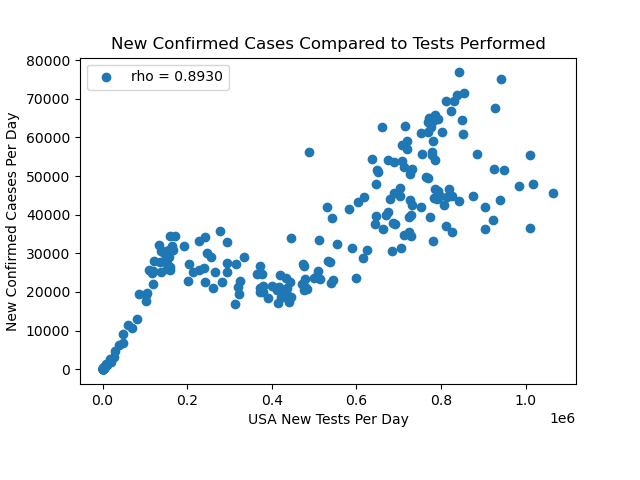 New Confirmed Cases Compared to Tests Performed
rho = 0.8930
80000
70000
60000
50000
40000
30000
20000
10000
0
New Confirmed Caeses Per Day
0.0 0.2 0.4 0.6 0.8 1.0
1e6
USA New Tests Per Day